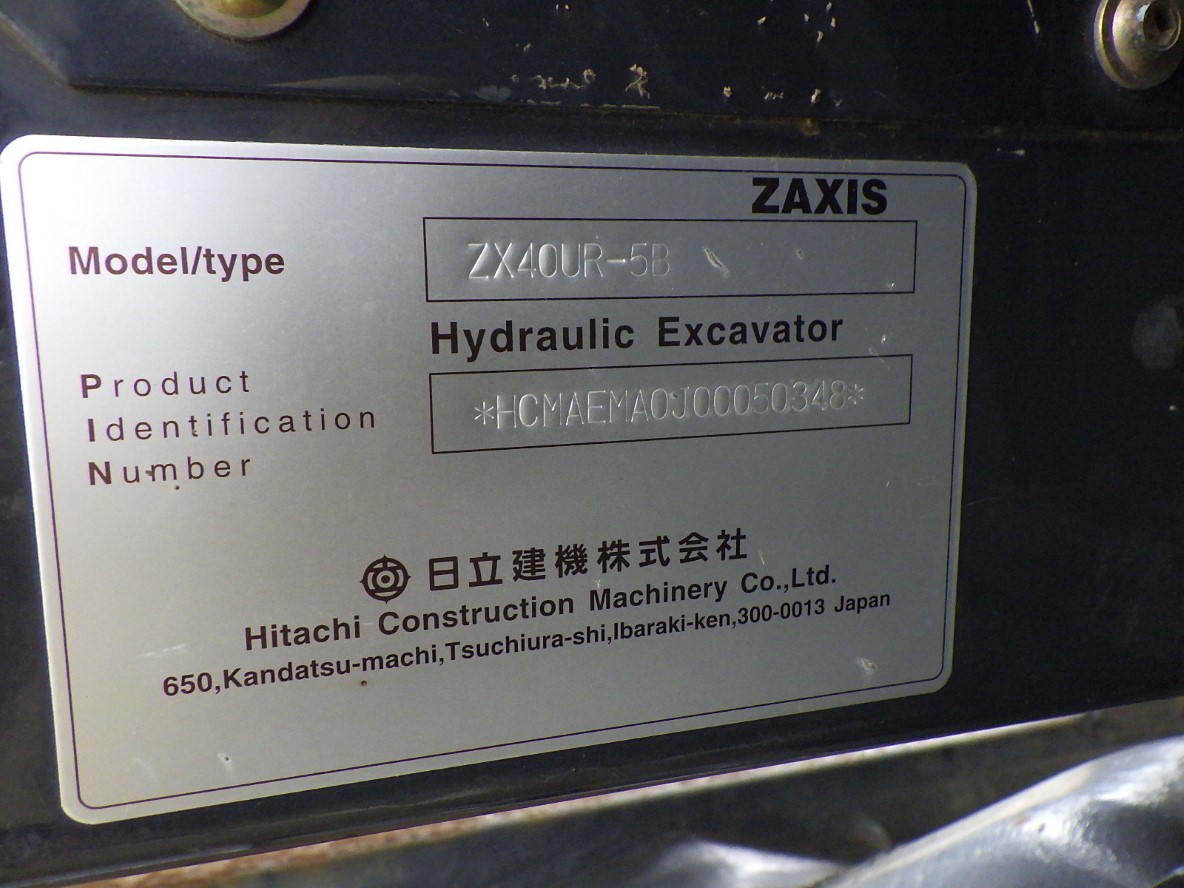 ZAXIS
Model/type ZX40UR-5B
Hydraulic Excavator
Product
Identification *HCMAEMA0J00050348*
Number
日立建機株式会社
Hitachi Construction Machinery Co.,Ltd.
650,Kandatsu-machi,Tsuchiura-shi,Ibaraki-ken,300-0013 Japan